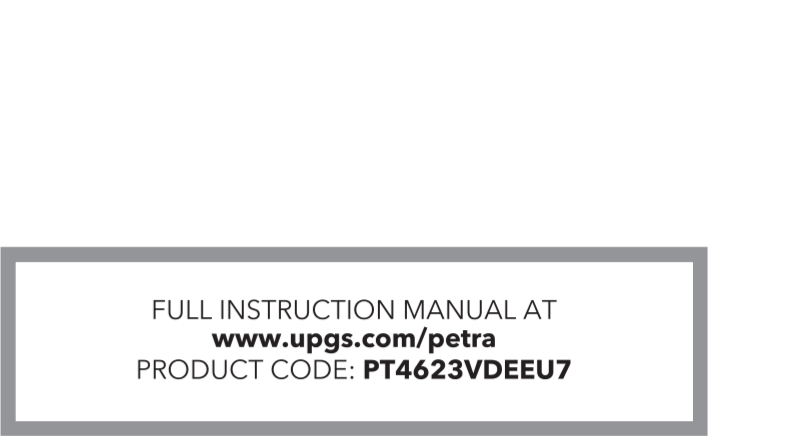 FULL INSTRUCTION MANUAL AT
www.upgs.com/petra
PRODUCT CODE: PT4623VDEEU7